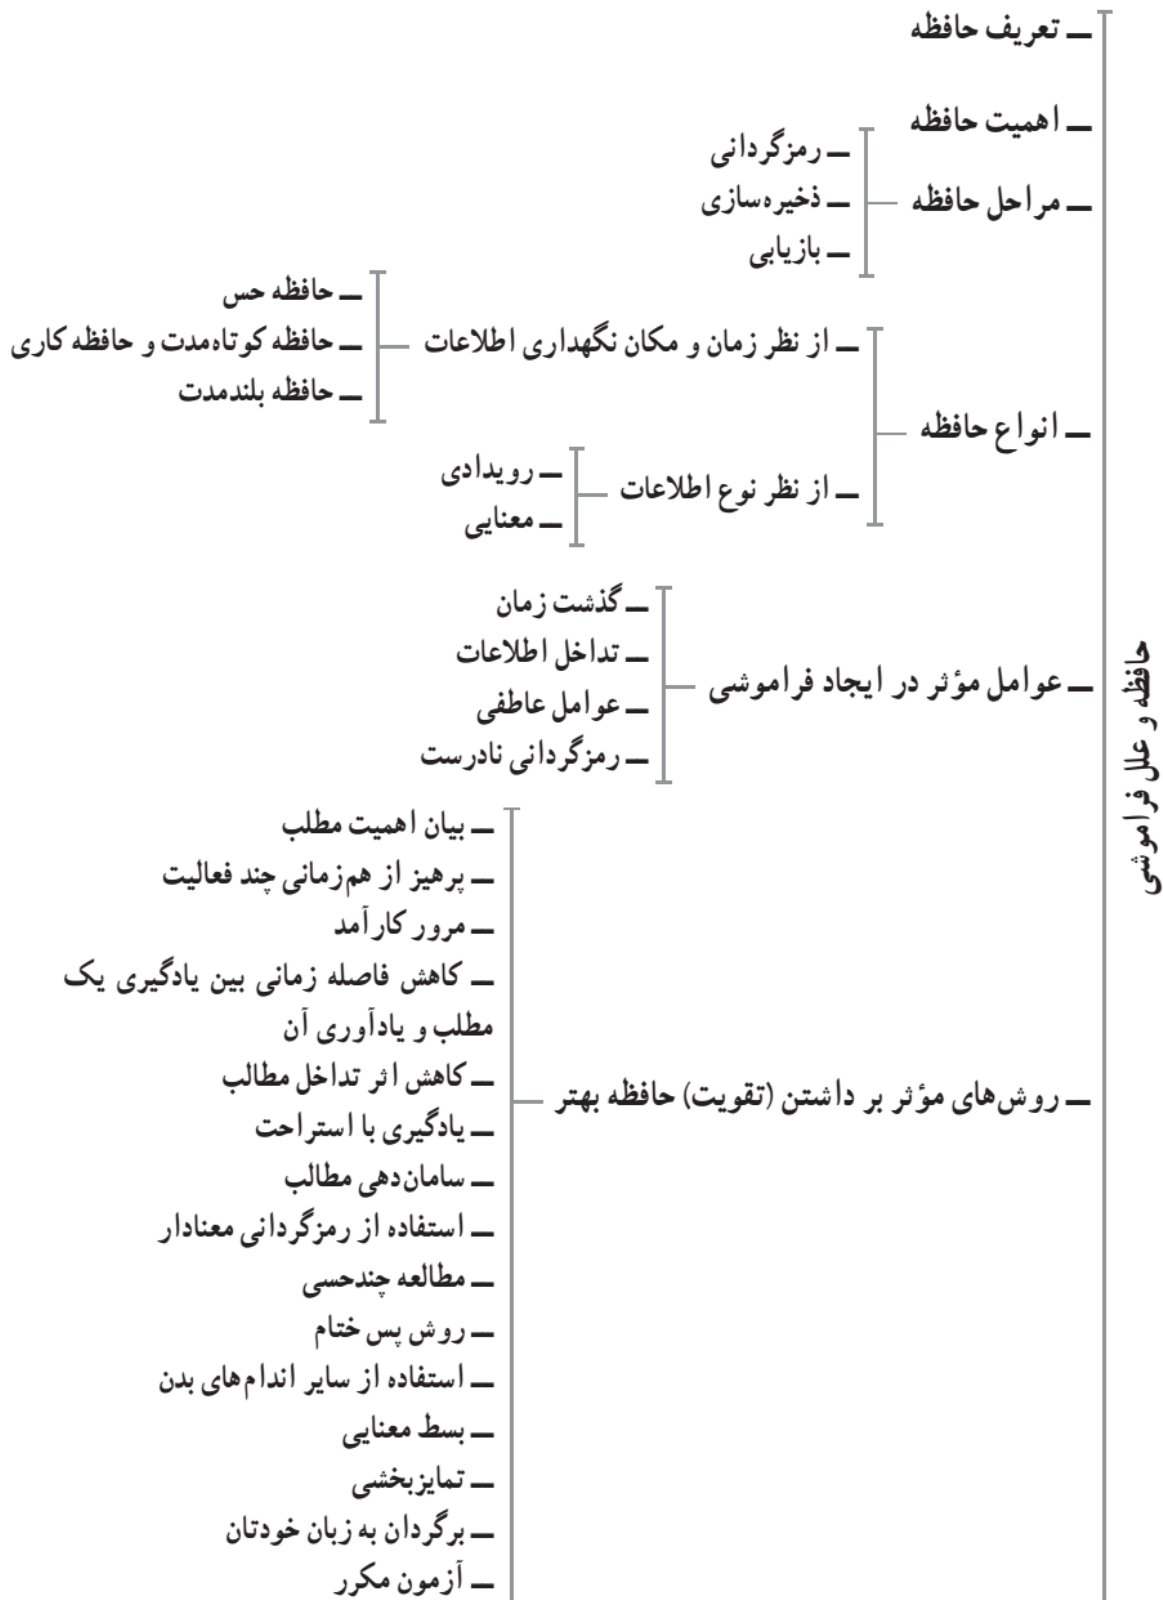 حافظه و علل فراموشی
ـ تعریف حافظه
ـ اهمیت حافظه
ـ مراحل حافظه
ـ رمزگردانی
ـ ذخیره‌سازی
ـ بازیابی
ـ انواع حافظه
ـ از نظر زمان و مکان نگهداری اطلاعات
ـ حافظه حس
ـ حافظه کوتاه‌مدت و حافظه کاری
ـ حافظه بلندمدت
ـ از نظر نوع اطلاعات
ـ رویدادی
ـ معنایی
ـ عوامل مؤثر در ایجاد فراموشی
ـ گذشت زمان
ـ تداخل اطلاعات
ـ عوامل عاطفی
ـ رمزگردانی نادرست
ـ روش‌های مؤثر بر داشتن (تقویت) حافظه بهتر
ـ بیان اهمیت مطلب
ـ پرهیز از هم‌زمانی چند فعالیت
ـ مرور کارآمد
ـ کاهش فاصله زمانی بین یادگیری یک
مطلب و یادآوری آن
ـ کاهش اثر تداخل مطالب
ـ یادگیری با استراحت
ـ سامان‌دهی مطالب
ـ استفاده از رمزگردانی معنادار
ـ مطالعه چندحسی
ـ روش پس ختام
ـ استفاده از سایر اندام‌های بدن
ـ بسط معنایی
ـ تمایزبخشی
ـ برگردان به زبان خودتان
ـ آزمون مکرر